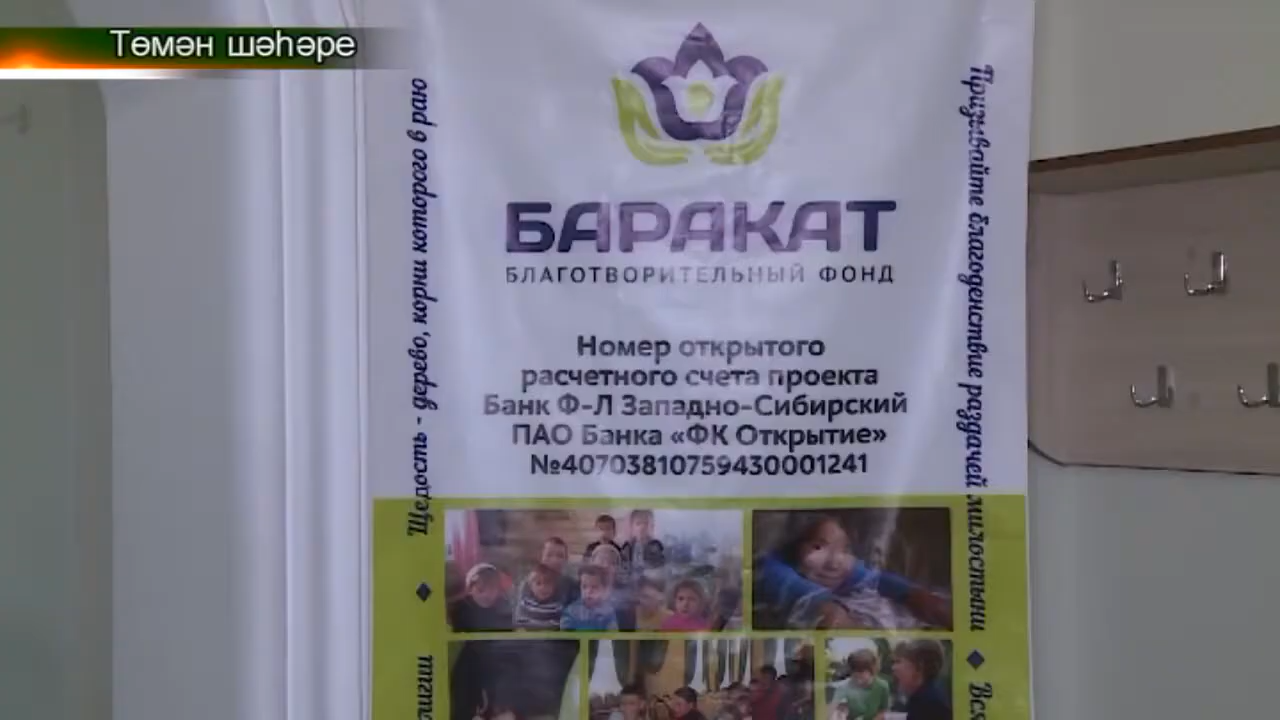 Төмән шәһәре
БАРАКАТ
БЛАГОТВОРИТЕЛЬНЫЙ ФОНД
Номер открытого
расчетного счета проекта
Банк Ф-Л Западно-Сибирский
ПАО Банка «ФК Открытие»
№40703810759430001241
Щедрость - дерево, корни которого в раю
Призывайте благоденствие раздачей милостыни